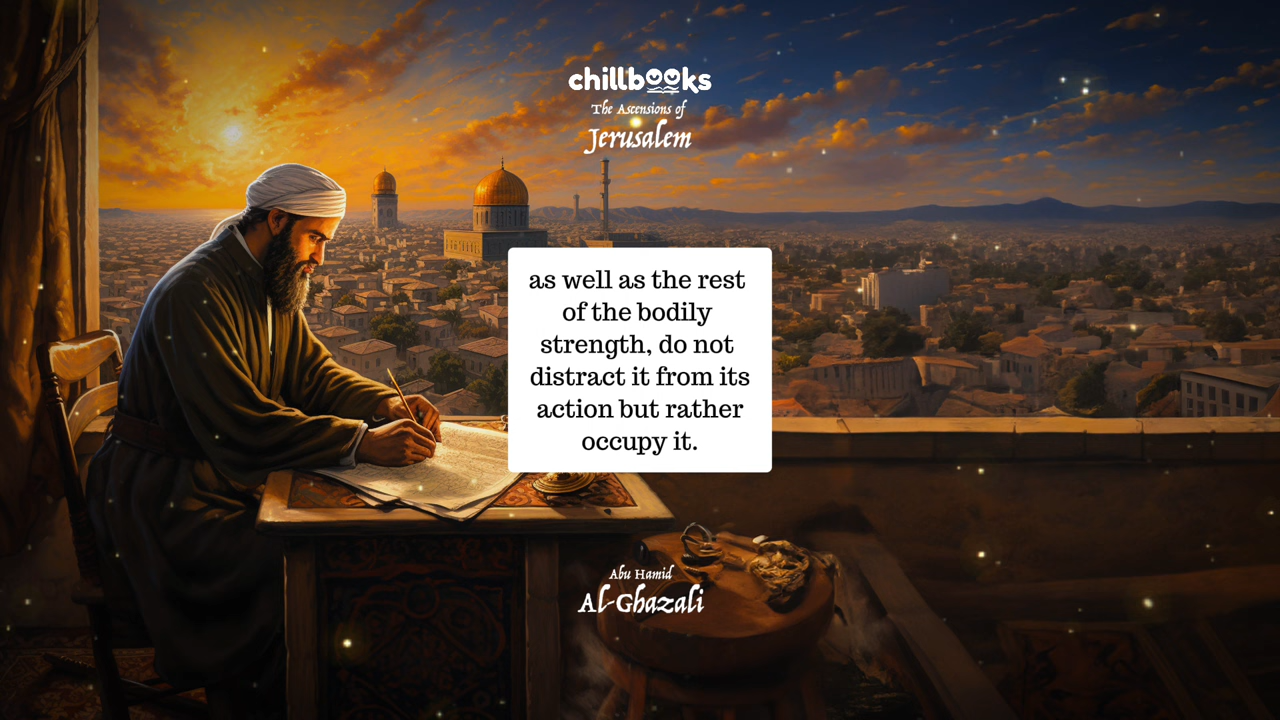 chillbooks
The Ascensions of
Jerusalem
as well as the rest
of the bodily
strength, do not
distract it from its
action but rather
occupy it.
Abu Hamid
Al-Ghazali